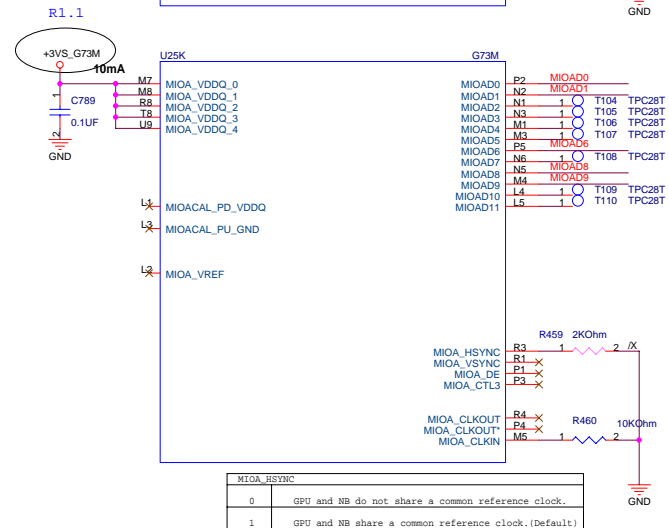 R1.1
GND
+3VS_G73M
10mA
U25K
G73M
C789
0.1UF
1
2
GND
M7 MIOA_VDDQ_0
M8 MIOA_VDDQ_1
R8 MIOA_VDDQ_2
T8 MIOA_VDDQ_3
U9 MIOA_VDDQ_4
L1 MIOACAL_PD_VDDQ
L3 MIOACAL_PU_GND
L2 MIOA_VREF
MIOAD0 P2 MIOAD0
MIOAD1 N2 MIOAD1
MIOAD2 N1 1 T104 TPC28T
MIOAD3 N3 1 T105 TPC28T
MIOAD4 M1 1 T106 TPC28T
MIOAD5 M3 1 T107 TPC28T
MIOAD6 P5 MIOAD6
MIOAD7 N6 1 T108 TPC28T
MIOAD8 N5 MIOAD8
MIOAD9 M4 MIOAD9
MIOAD10 L4 1 T109 TPC28T
MIOAD11 L5 1 T110 TPC28T
R459 2KOhm
MIOA_HSYNC R3 1 2 /X
MIOA_VSYNC R1
MIOA_DE P1
MIOA_CTL3 P3
MIOA_CLKOUT R4
MIOA_CLKOUT* P4
R460 10KOhm
MIOA_CLKIN M5 1 2
GND
MIOA_HSYNC
0 GPU and NB do not share a common reference clock.
1 GPU and NB share a common reference clock.(Default)